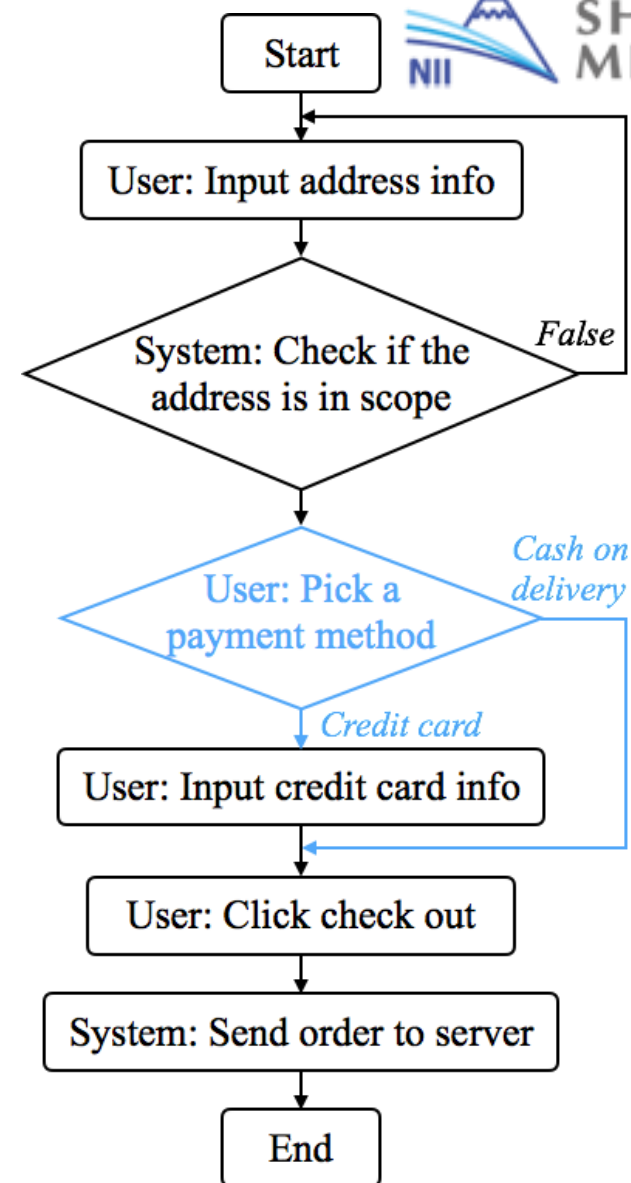 Start
NII
User: Input address info
False
System: Check if the
address is in scope
Cash on
delivery
User: Pick a
payment method
Credit card
User: Input credit card info
User: Click check out
System: Send order to server
End